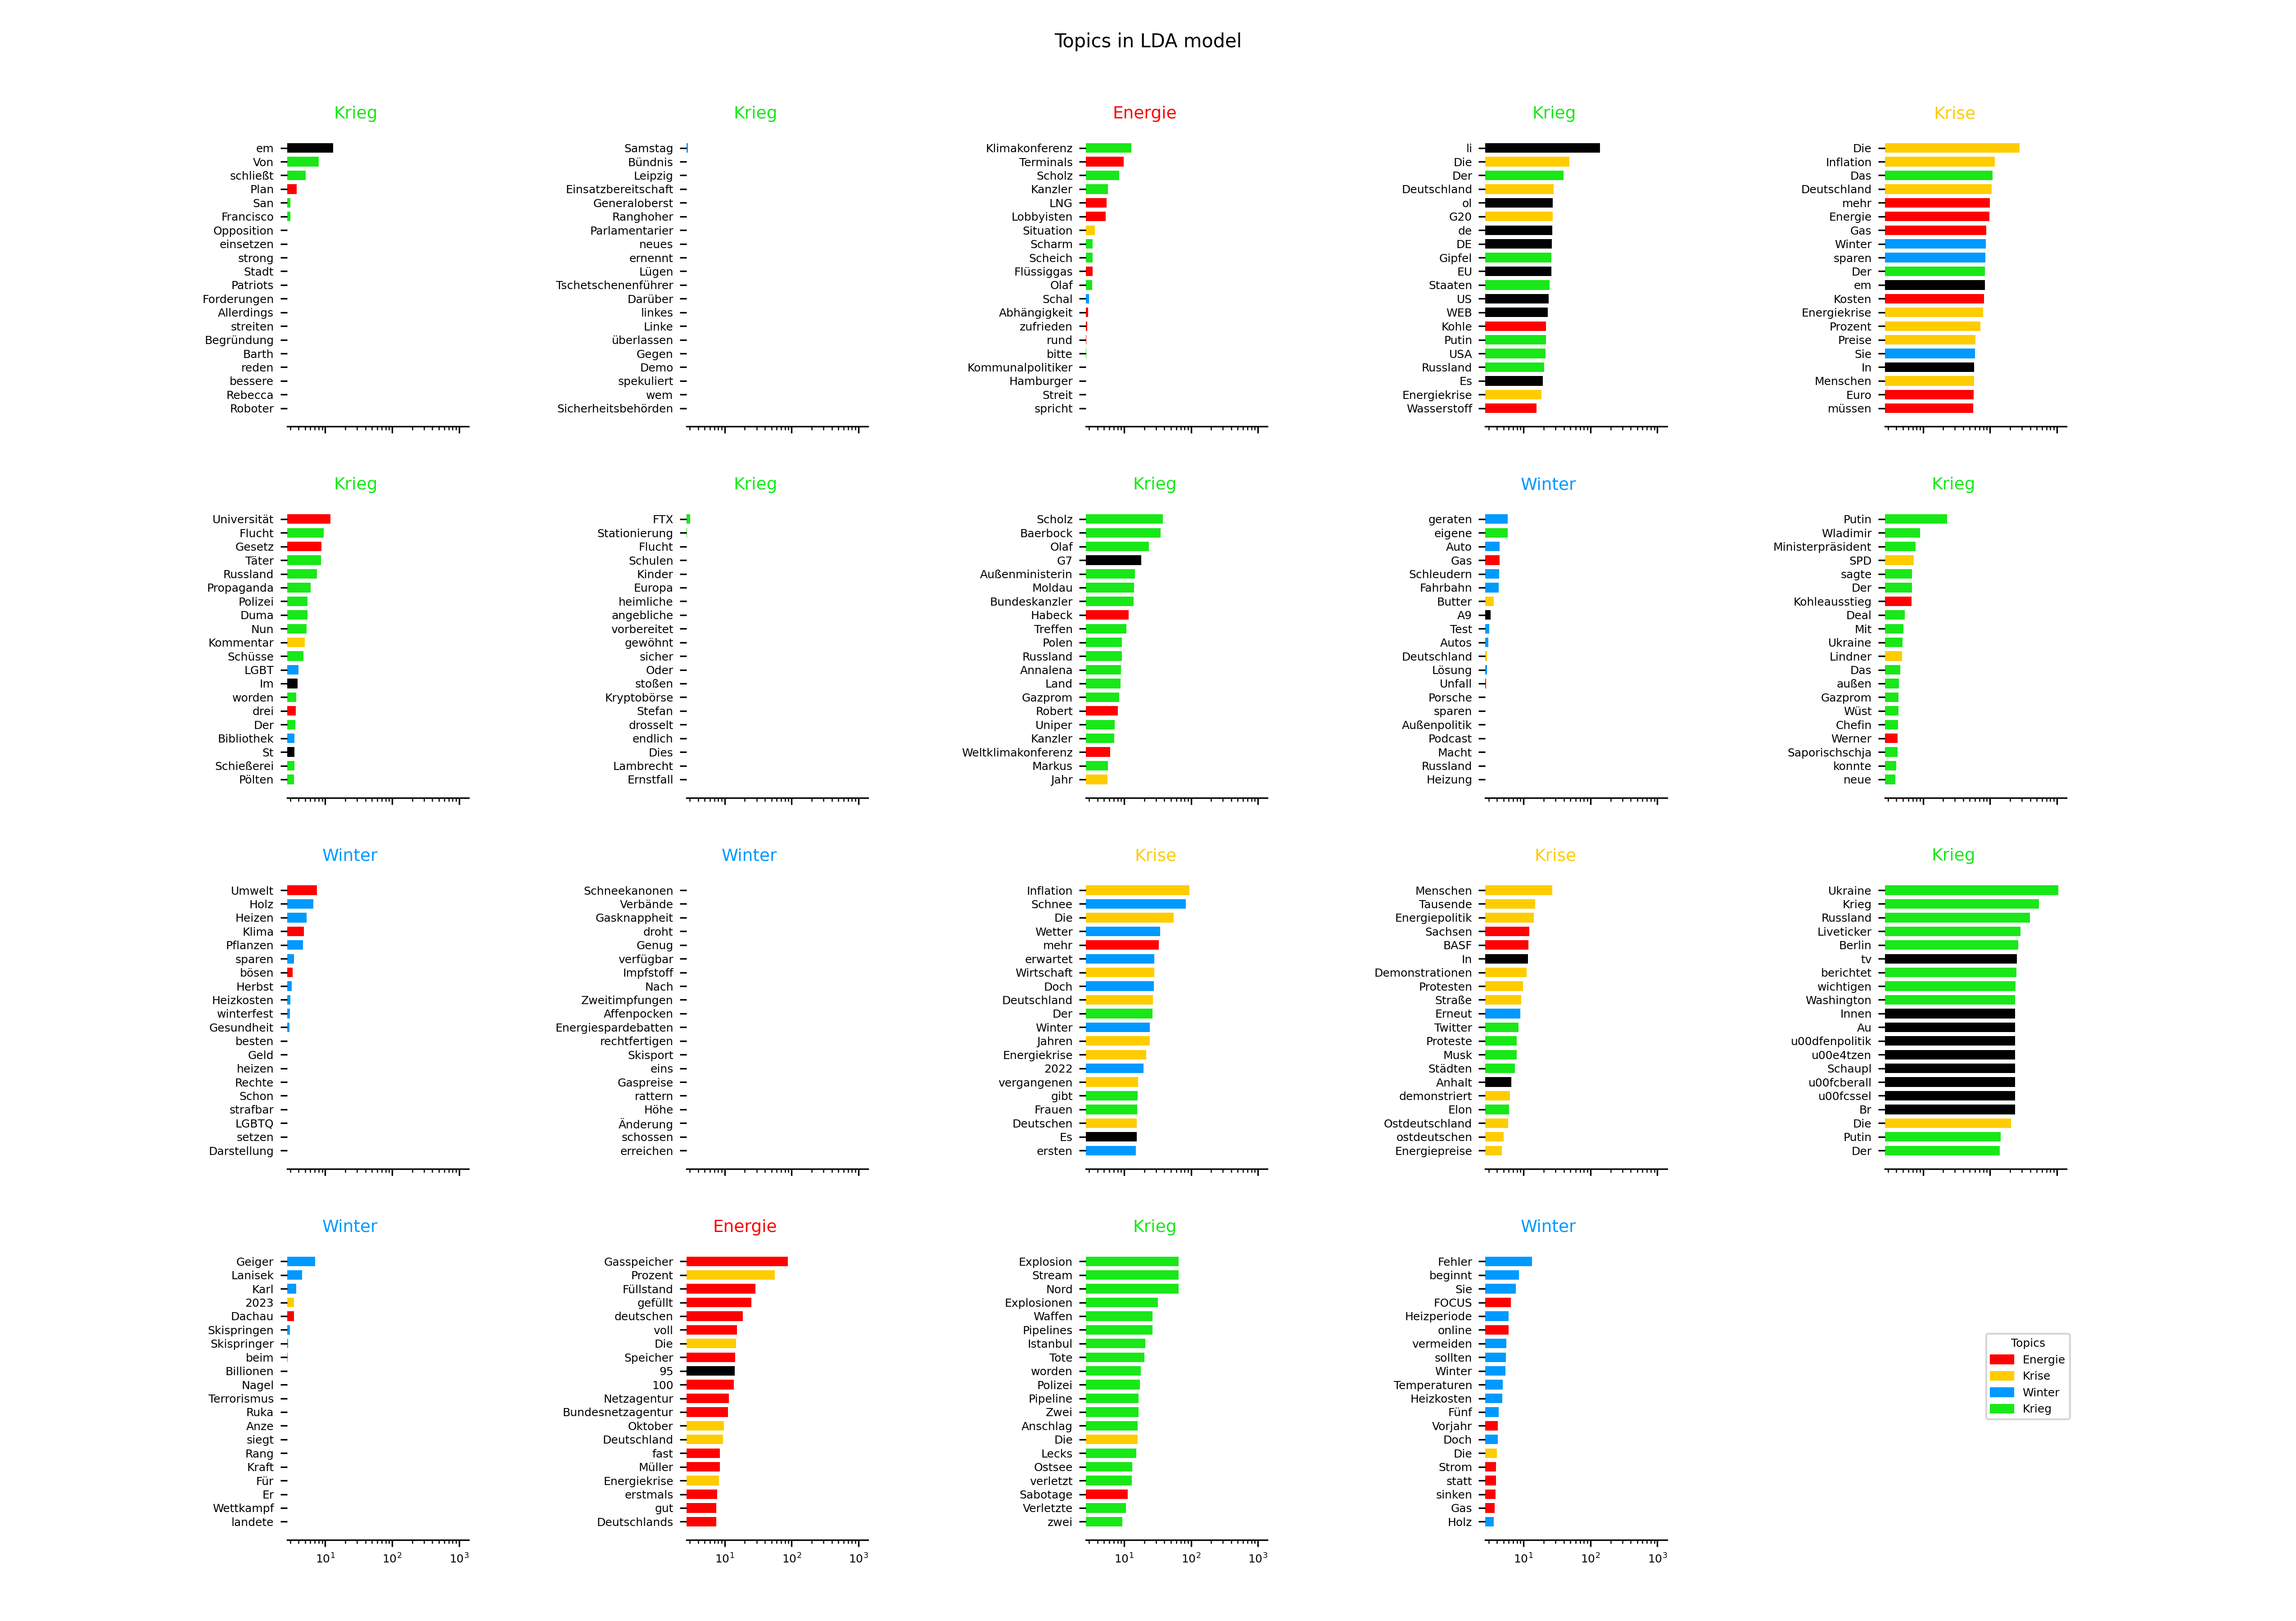 Topics in LDA model
Krieg
em
Von
schließt
Plan
San
Francisco
Opposition
einsetzen
strong
Stadt
Patriots
Forderungen
Allerdings
streiten
Begründung
Barth
reden
bessere
Rebecca
Roboter
Krieg
Samstag
Bündnis
Leipzig
Einsatzbereitschaft
Generaloberst
Ranghoher
Parlamentarier
neues
ernennt
Lügen
Tschetschenenführer
Darüber
linkes
Linke
überlassen
Gegen
Demo
spekuliert
wem
Sicherheitsbehörden
Energie
Klimakonferenz
Terminals
Scholz
Kanzler
LNG
Lobbyisten
Situation
Scharm
Scheich
Flüssiggas
Olaf
Schal
Abhängigkeit
zufrieden
rund
bitte
Kommunalpolitiker
Hamburger
Streit
spricht
Krieg
li
Die
Der
Deutschland
ol
G20
de
DE
Gipfel
EU
Staaten
US
WEB
Kohle
Putin
USA
Russland
Es
Energiekrise
Wasserstoff
Krise
Die
Inflation
Das
Deutschland
mehr
Energie
Gas
Winter
sparen
Der
em
Kosten
Energiekrise
Prozent
Preise
Sie
In
Menschen
Euro
müssen
Krieg
Universität
Flucht
Gesetz
Täter
Russland
Propaganda
Polizei
Duma
Nun
Kommentar
Schüsse
LGBT
Im
worden
drei
Der
Bibliothek
St
Schießerei
Pölten
Krieg
FTX
Stationierung
Flucht
Schulen
Kinder
Europa
heimliche
angebliche
vorbereitet
gewöhnt
sicher
Oder
stoßen
Kryptobörse
Stefan
drosselt
endlich
Dies
Lambrecht
Ernstfall
Krieg
Scholz
Baerbock
Olaf
G7
Außenministerin
Moldau
Bundeskanzler
Habeck
Treffen
Polen
Russland
Annalena
Land
Gazprom
Robert
Uniper
Kanzler
Weltklimakonferenz
Markus
Jahr
Winter
geraten
eigene
Auto
Gas
Schleudern
Fahrbahn
Butter
A9
Test
Autos
Deutschland
Lösung
Unfall
Porsche
sparen
Außenpolitik
Podcast
Macht
Russland
Heizung
Krieg
Putin
Wladimir
Ministerpräsident
SPD
sagte
Der
Kohleausstieg
Deal
Mit
Ukraine
Lindner
Das
außen
Gazprom
Wüst
Chefin
Werner
Saporischschja
konnte
neue
Winter
Umwelt
Holz
Heizen
Klima
Pflanzen
sparen
bösen
Herbst
Heizkosten
winterfest
Gesundheit
besten
Geld
heizen
Rechte
Schon
strafbar
LGBTQ
setzen
Darstellung
Winter
Schneekanonen
Verbände
Gasknappheit
droht
Genug
verfügbar
Impfstoff
Nach
Zweitimpfungen
Affenpocken
Energiespardebatten
rechtfertigen
Skisport
eins
Gaspreise
rattern
Höhe
Änderung
schossen
erreichen
Krise
Inflation
Schnee
Die
Wetter
mehr
erwartet
Wirtschaft
Doch
Deutschland
Der
Winter
Jahren
Energiekrise
2022
vergangenen
gibt
Frauen
Deutschen
Es
ersten
Krise
Menschen
Tausende
Energiepolitik
Sachsen
BASF
In
Demonstrationen
Protesten
Straße
Erneut
Twitter
Proteste
Musk
Städten
Anhalt
demonstriert
Elon
Ostdeutschland
ostdeutschen
Energiepreise
Krieg
Ukraine
Krieg
Russland
Liveticker
Berlin
tv
berichtet
wichtigen
Washington
Innen
Au
u00dfenpolitik
u00e4tzen
Schaupl
u00fcberall
u00fcssel
Br
Die
Putin
Der
Winter
Geiger
Lanisek
Karl
2023
Dachau
Skispringen
Skispringer
beim
Billionen
Nagel
Terrorismus
Ruka
Anze
siegt
Rang
Kraft
Für
Er
Wettkampf
landete
10¹ 10² 10³
Energie
Gasspeicher
Prozent
Füllstand
gefüllt
deutschen
voll
Die
Speicher
95
100
Netzagentur
Bundesnetzagentur
Oktober
Deutschland
fast
Müller
Energiekrise
erstmals
gut
Deutschlands
10¹ 10² 10³
Krieg
Explosion
Stream
Nord
Explosionen
Waffen
Pipelines
Istanbul
Tote
worden
Polizei
Pipeline
Zwei
Anschlag
Die
Lecks
Ostsee
verletzt
Sabotage
Verletzte
zwei
10¹ 10² 10³
Winter
Fehler
beginnt
Sie
FOCUS
Heizperiode
online
vermeiden
sollten
Winter
Temperaturen
Heizkosten
Fünf
Vorjahr
Doch
Die
Strom
statt
sinken
Gas
Holz
10¹ 10² 10³
Topics
Energie
Krise
Winter
Krieg